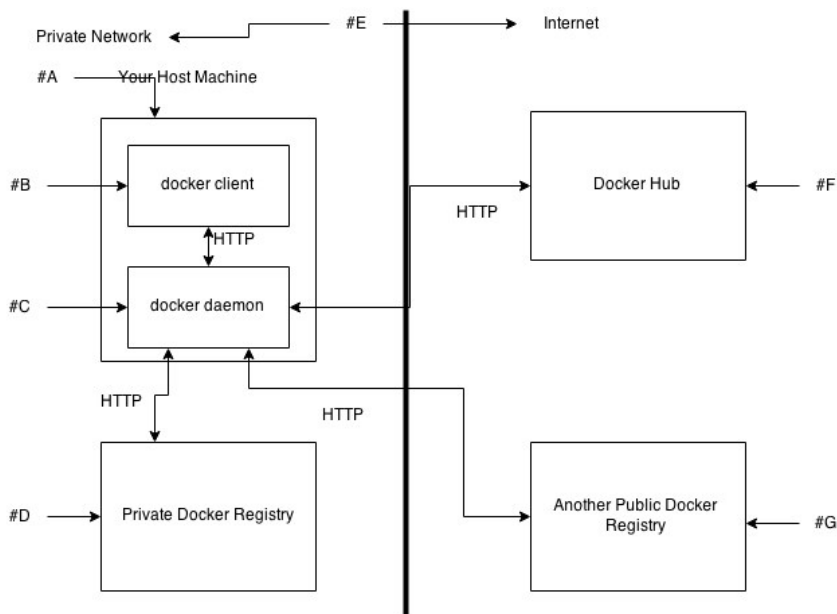 #E
Private Network
Internet
#A
Your Host Machine
#B
docker client
Docker Hub
#F
HTTP
HTTP
#C
docker daemon
HTTP
HTTP
#D
Private Docker Registry
Another Public Docker
Registry
#G